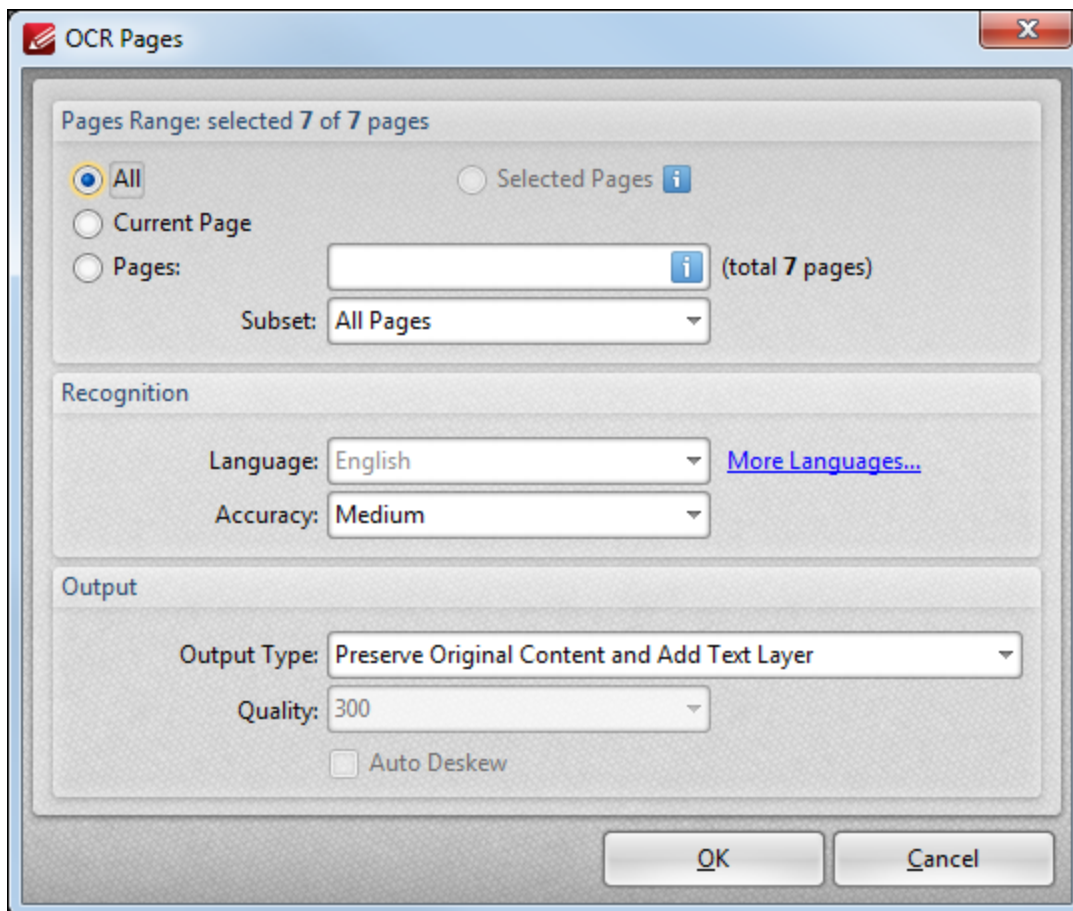 OCR Pages
Pages Range: selected 7 of 7 pages
All Selected Pages i
Current Page
Pages: i (total 7 pages)
Subset: All Pages
Recognition
Language: English More Languages...
Accuracy: Medium
Output
Output Type: Preserve Original Content and Add Text Layer
Quality: 300
Auto Deskew
OK Cancel